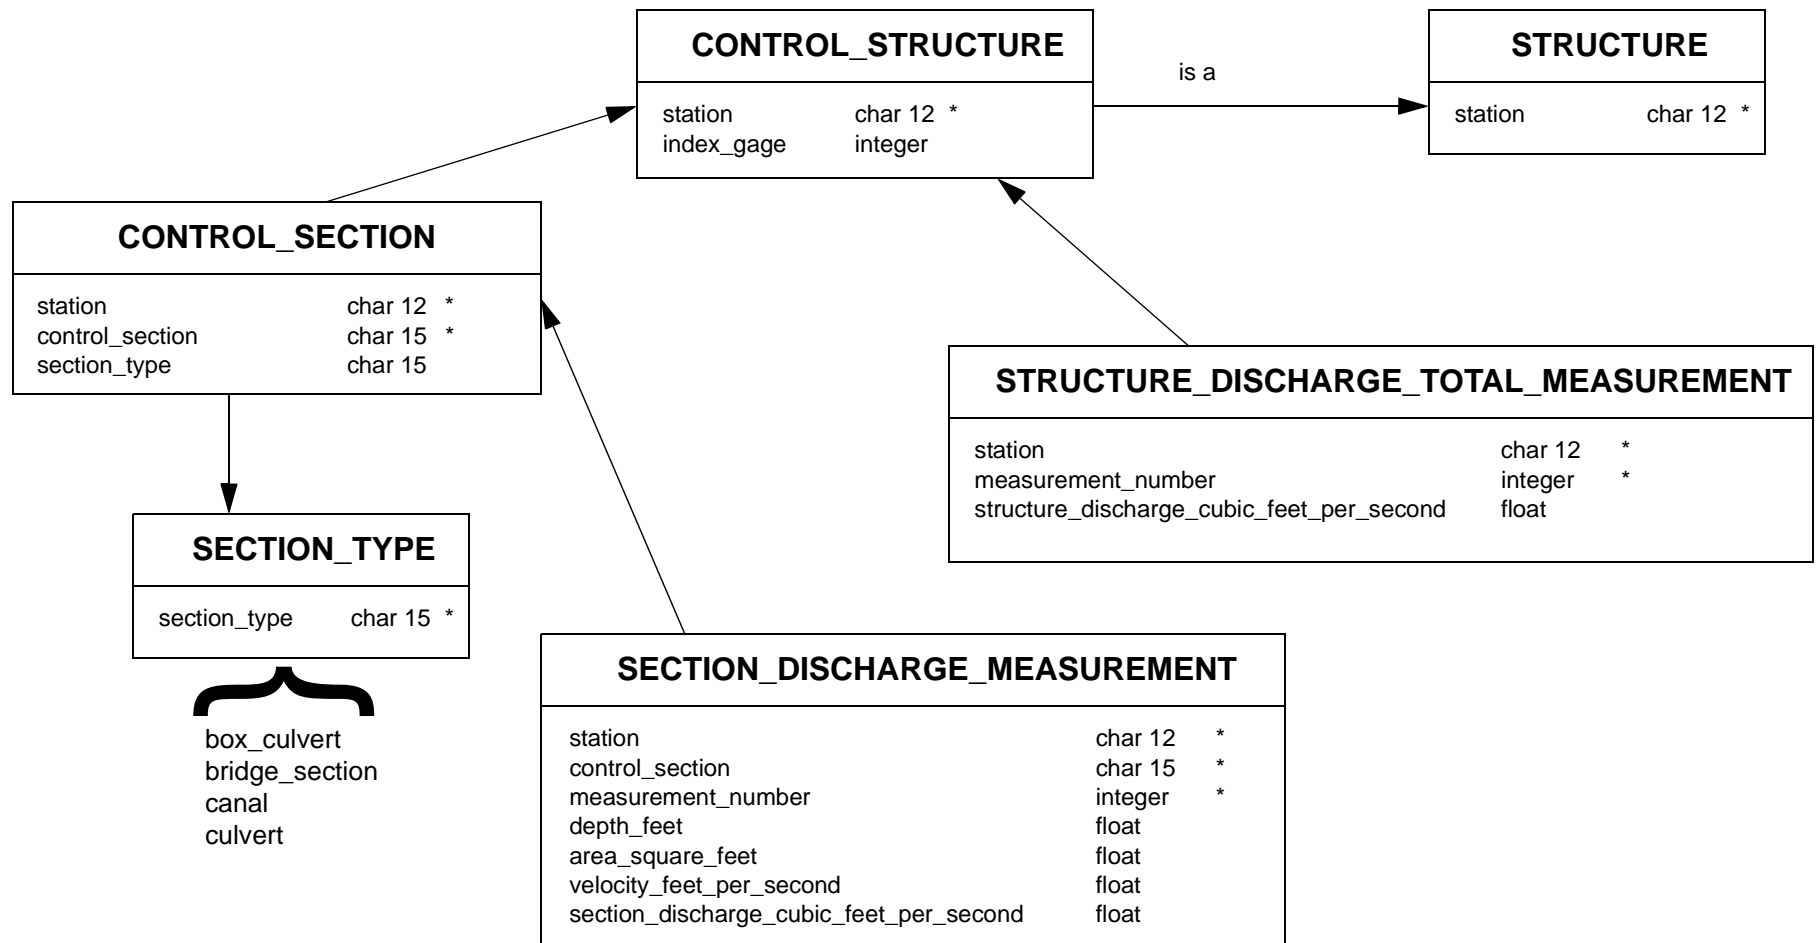 CONTROL_STRUCTURE
station char 12 *
index_gage integer
is a
STRUCTURE
station char 12 *
CONTROL_SECTION
station char 12 *
control_section char 15 *
section_type char 15
STRUCTURE_DISCHARGE_TOTAL_MEASUREMENT
station char 12 *
measurement_number integer *
structure_discharge_cubic_feet_per_second float
SECTION_TYPE
section_type char 15 *
box_culvert
bridge_section
canal
culvert
SECTION_DISCHARGE_MEASUREMENT
station char 12 *
control_section char 15 *
measurement_number integer *
depth_feet float
area_square_feet float
velocity_feet_per_second float
section_discharge_cubic_feet_per_second float